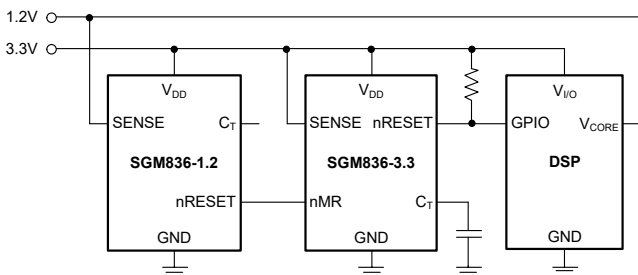 1.2V
3.3V
VDD VDD VI/O
SENSE CT SENSE nRESET GPIO VCORE
SGM836-1.2 SGM836-3.3 DSP
nRESET nMR CT
GND GND GND